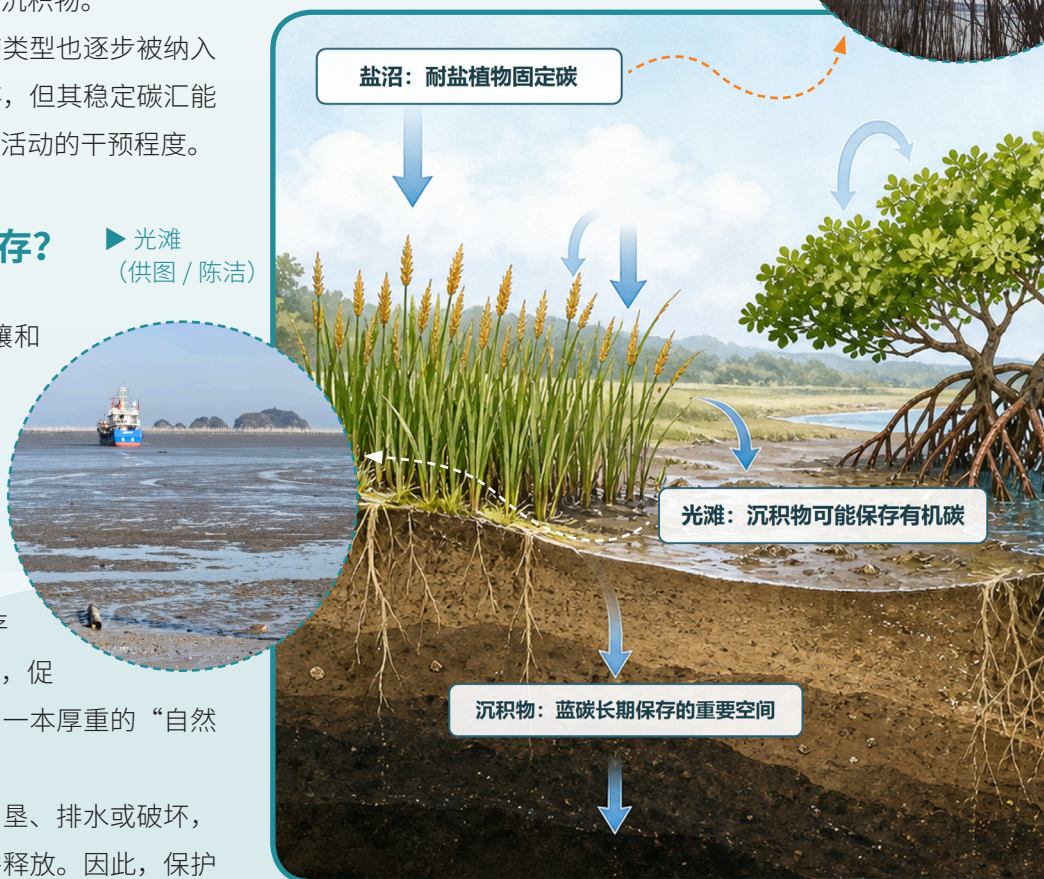 沉积物。
类型也逐步被纳入
，但其稳定碳汇能
活动的干预程度。
存？
▶ 光滩
（供图 / 陈洁）
壤和
，促
一本厚重的“自然
垦、排水或破坏，
释放。因此，保护
盐沼：耐盐植物固定碳
光滩：沉积物可能保存有机碳
沉积物：蓝碳长期保存的重要空间